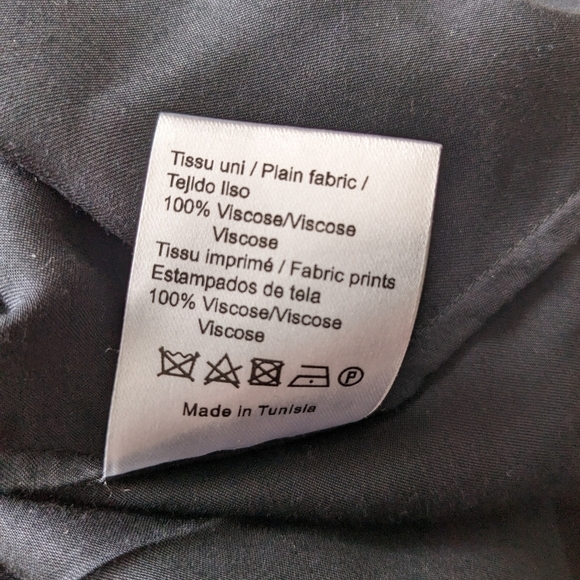 Tissu uni / Plain fabric /
Tejido liso
100% Viscose/Viscose
Viscose
Tissu imprimé / Fabric prints
Estampados de tela
100% Viscose/Viscose
Viscose
P
Made in Tunisia